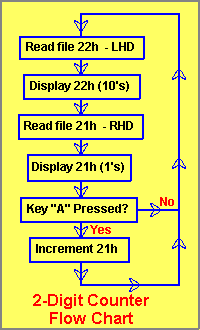 Read file 22h - LHD
Display 22h (10's)
Read file 21h - RHD
Display 21h (1's)
Key "A" Pressed?
No
Yes
Increment 21h
2-Digit Counter
Flow Chart